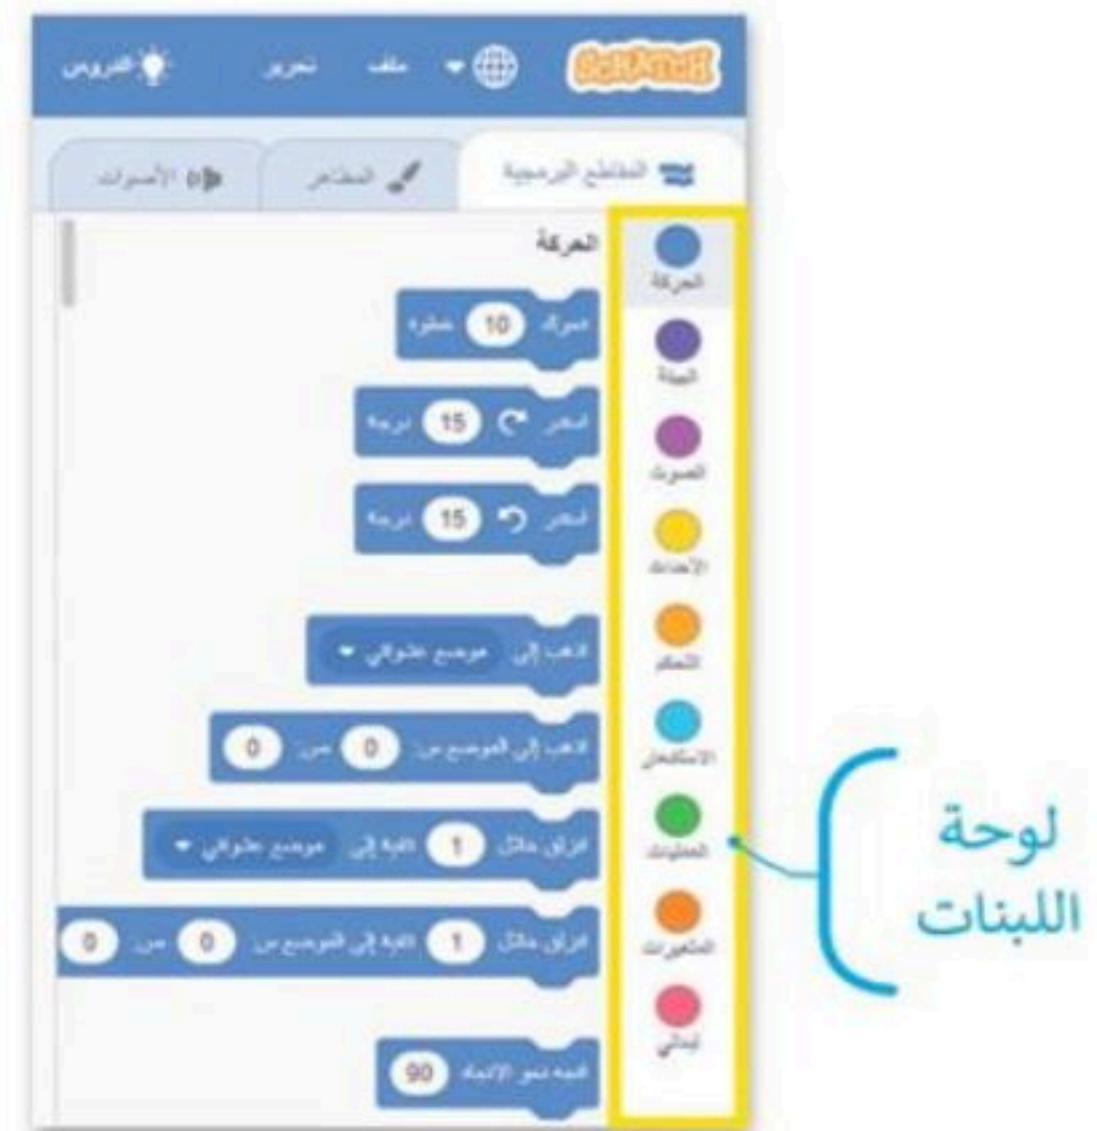 SCRATCH ملف تحرير الدروس
المقاطع البرمجية المظاهر الأصوات
الحركة
الحركة
الهيئة
الصوت
الأحداث
التحكم
الاستشعار
العمليات
المتغيرات
لبناتي
تحرك 10 خطوة
استدر 15 درجة
استدر 15 درجة
اذهب إلى موضع عشوائي
اذهب إلى الموضع س: 0 ص: 0
انزلق خلال 1 ثانية إلى موضع عشوائي
انزلق خلال 1 ثانية إلى الموضع س: 0 ص: 0
اتجه نحو الاتجاه 90
لوحة
اللبنات